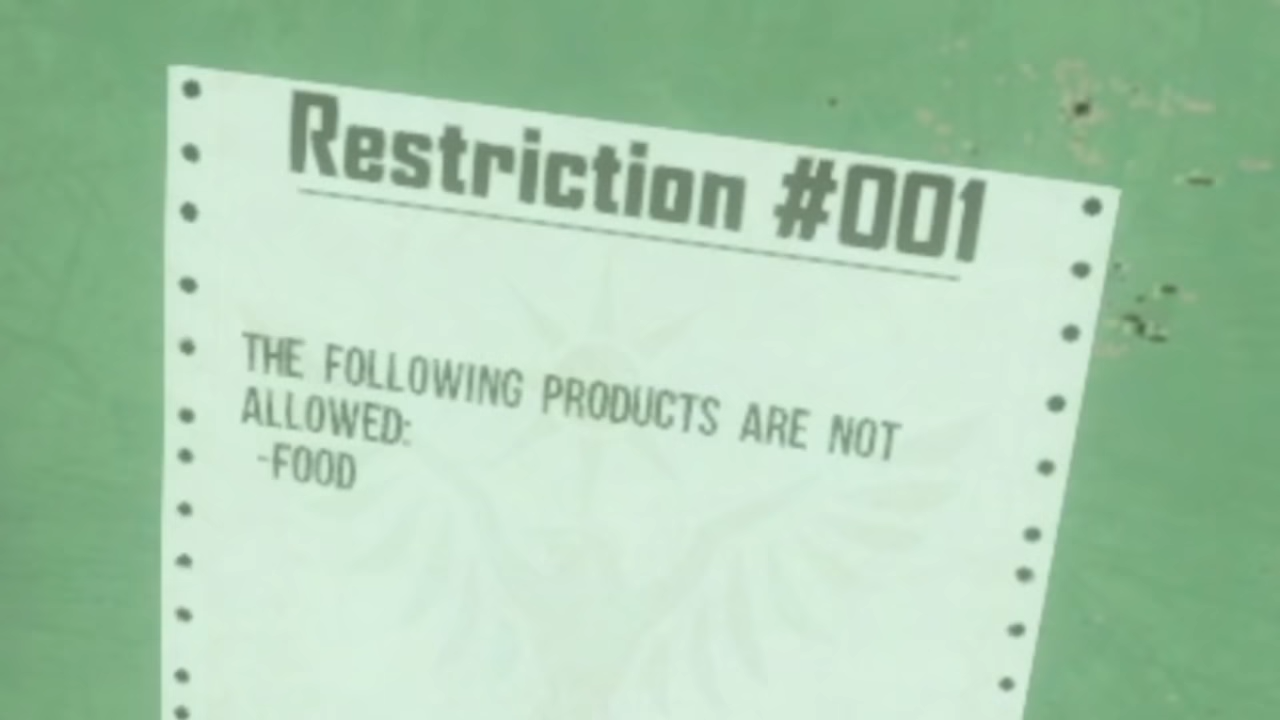 Restriction #001
THE FOLLOWING PRODUCTS ARE NOT
ALLOWED:
-FOOD